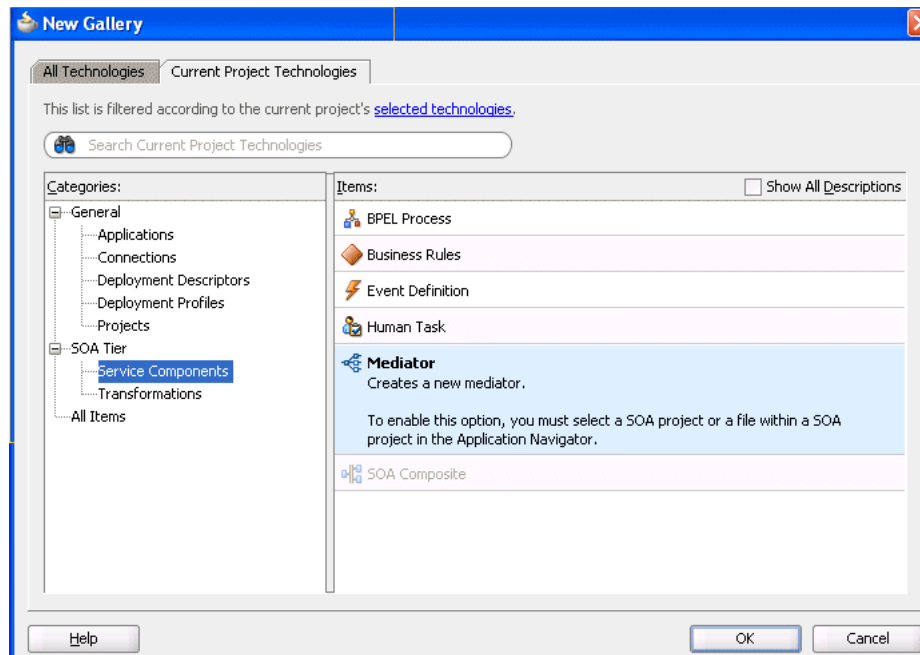 New Gallery
All Technologies
Current Project Technologies
This list is filtered according to the current project's selected technologies.
Search Current Project Technologies
Categories:
General
Applications
Connections
Deployment Descriptors
Deployment Profiles
Projects
SOA Tier
Service Components
Transformations
All Items
Items:
Show All Descriptions
BPEL Process
Business Rules
Event Definition
Human Task
Mediator
Creates a new mediator.
To enable this option, you must select a SOA project or a file within a SOA
project in the Application Navigator.
SOA Composite
Help
OK
Cancel